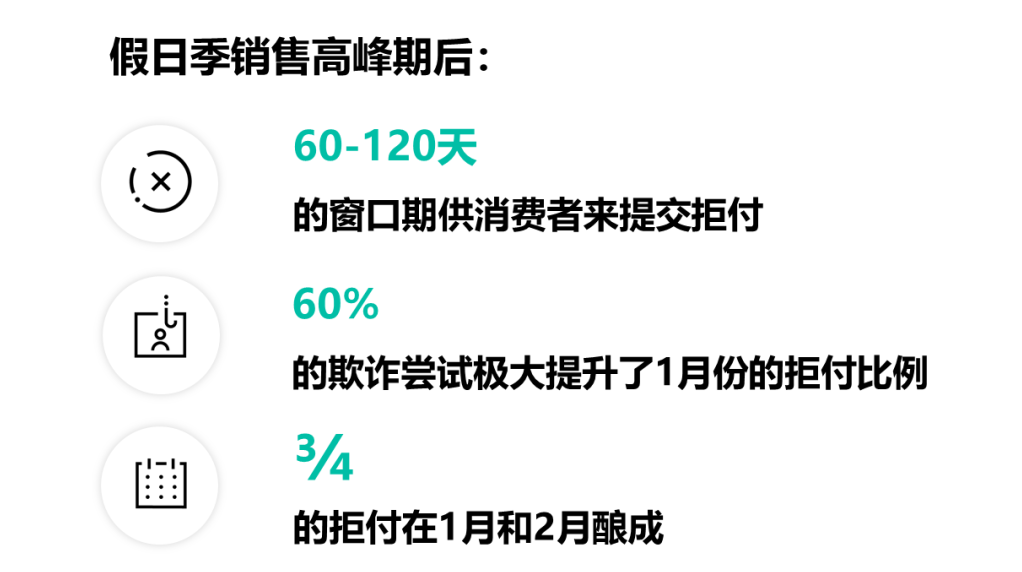 假日季销售高峰期后：
60-120天
的窗口期供消费者来提交拒付
60%
的欺诈尝试极大提升了1月份的拒付比例
¾
的拒付在1月和2月酿成